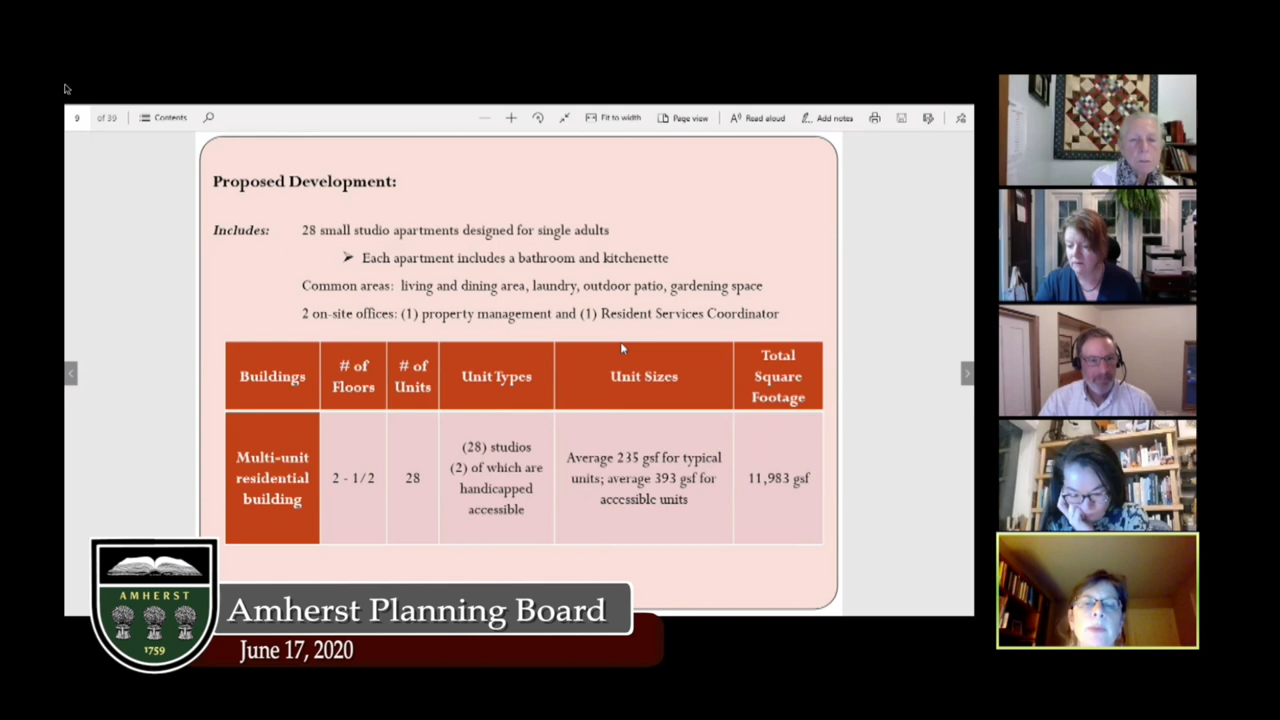 9 of 39 Contents Fit to width Page view Read aloud Add notes
Proposed Development:
Includes: 28 small studio apartments designed for single adults
➤ Each apartment includes a bathroom and kitchenette
Common areas: living and dining area, laundry, outdoor patio, gardening space
2 on-site offices: (1) property management and (1) Resident Services Coordinator
Buildings
# of
Floors
# of
Units
Unit Types
Unit Sizes
Total
Square
Footage
Multi-unit
residential
building
2 - 1/2
28
(28) studios
(2) of which are
handicapped
accessible
Average 235 gsf for typical
units; average 393 gsf for
accessible units
11,983 gsf
AMHERST
1759
Amherst Planning Board
June 17, 2020